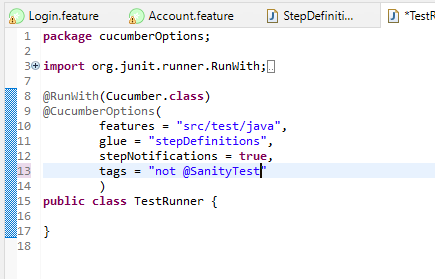 Login.feature Account.feature StepDefiniti... *TestR
1 package cucumberOptions;
2
3 import org.junit.runner.RunWith;
7
8 @RunWith(Cucumber.class)
9 @CucumberOptions(
10 features = "src/test/java",
11 glue = "stepDefinitions",
12 stepNotifications = true,
13 tags = "not @SanityTest"
14 )
15 public class TestRunner {
16
17 }
18